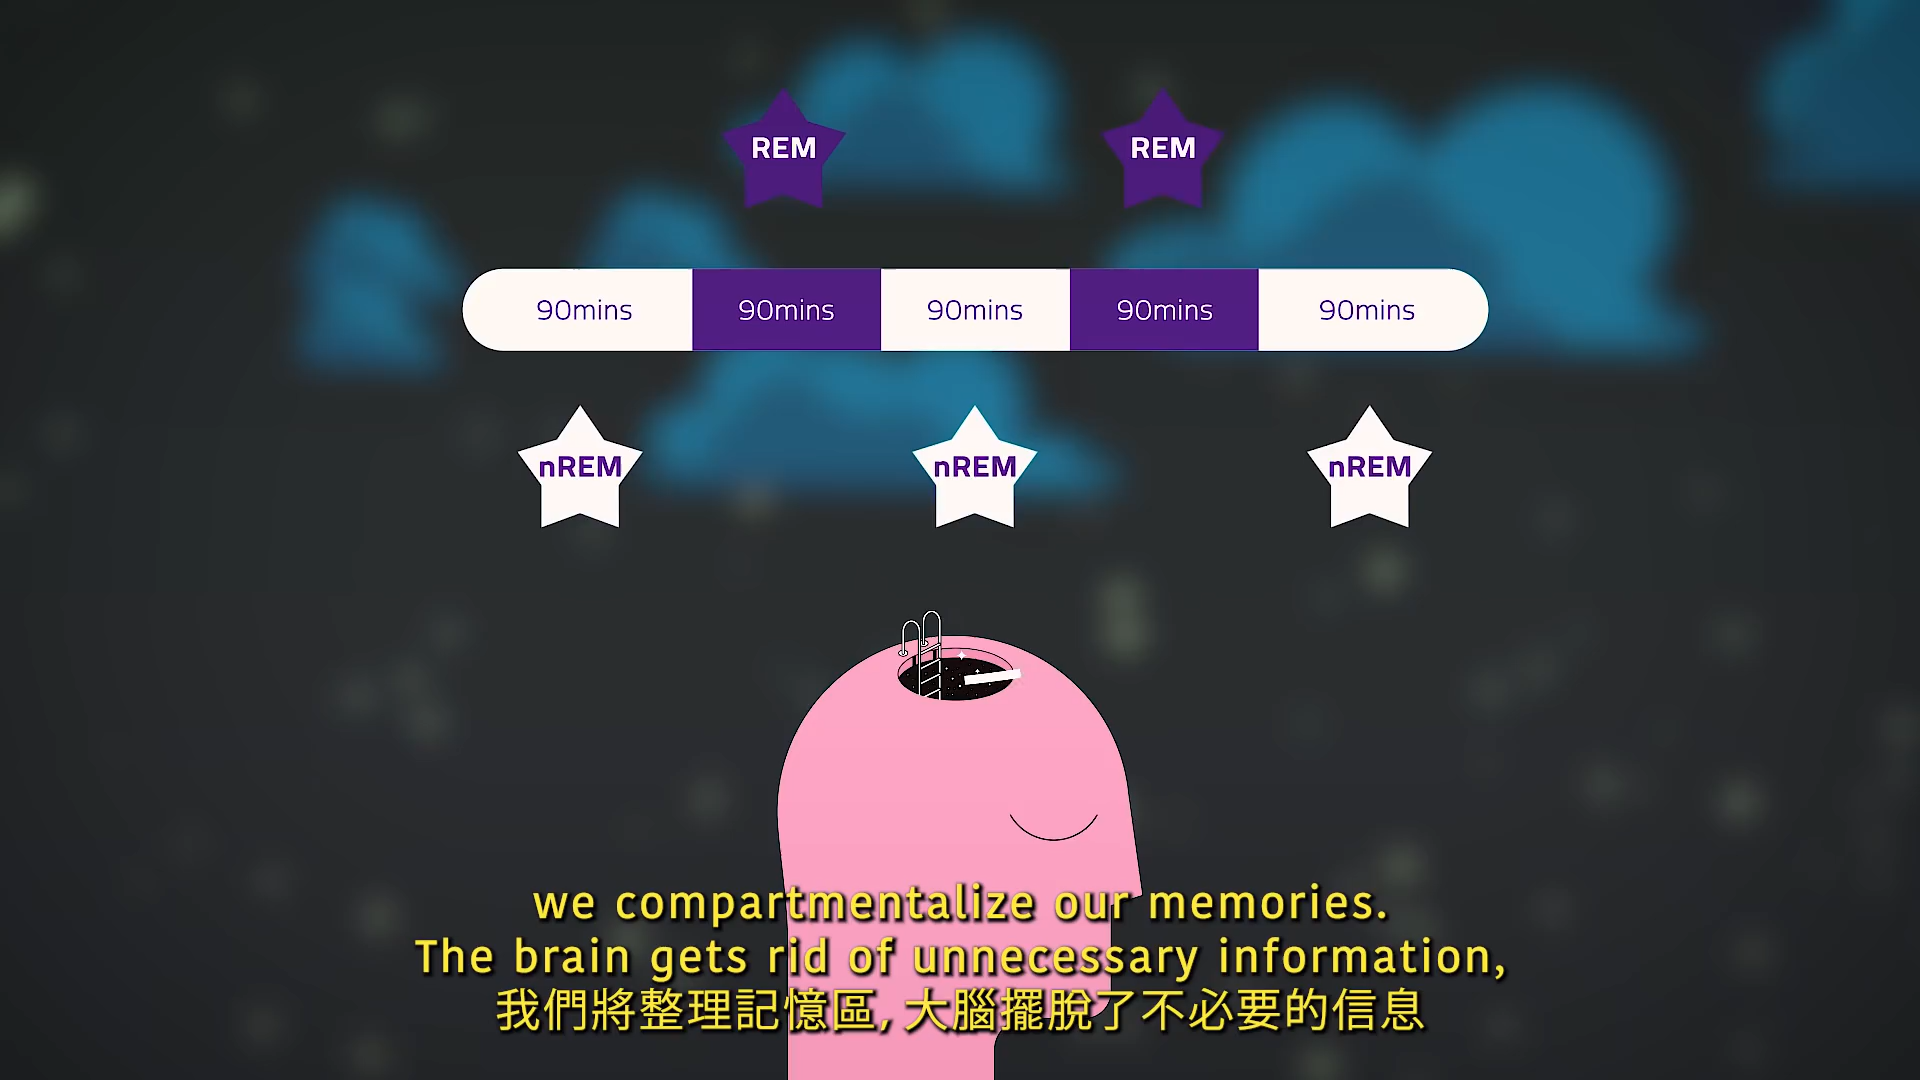 REM
REM
90mins
90mins
90mins
90mins
90mins
nREM
nREM
nREM
we compartmentalize our memories.
The brain gets rid of unnecessary information,
我們將整理記憶區, 大腦擺脫了不必要的信息